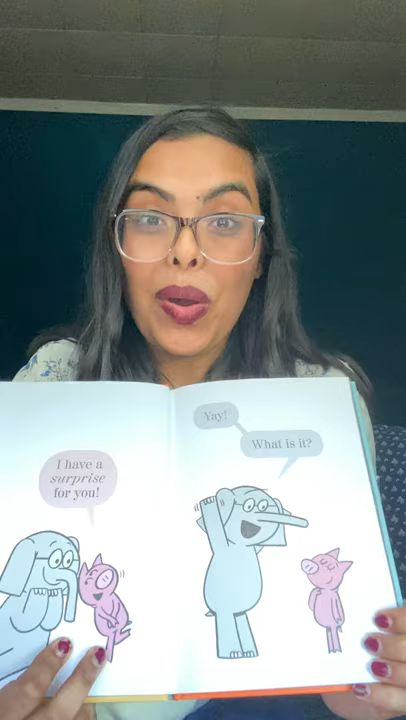 I have a
surprise
for you!
Yay!
What is it?